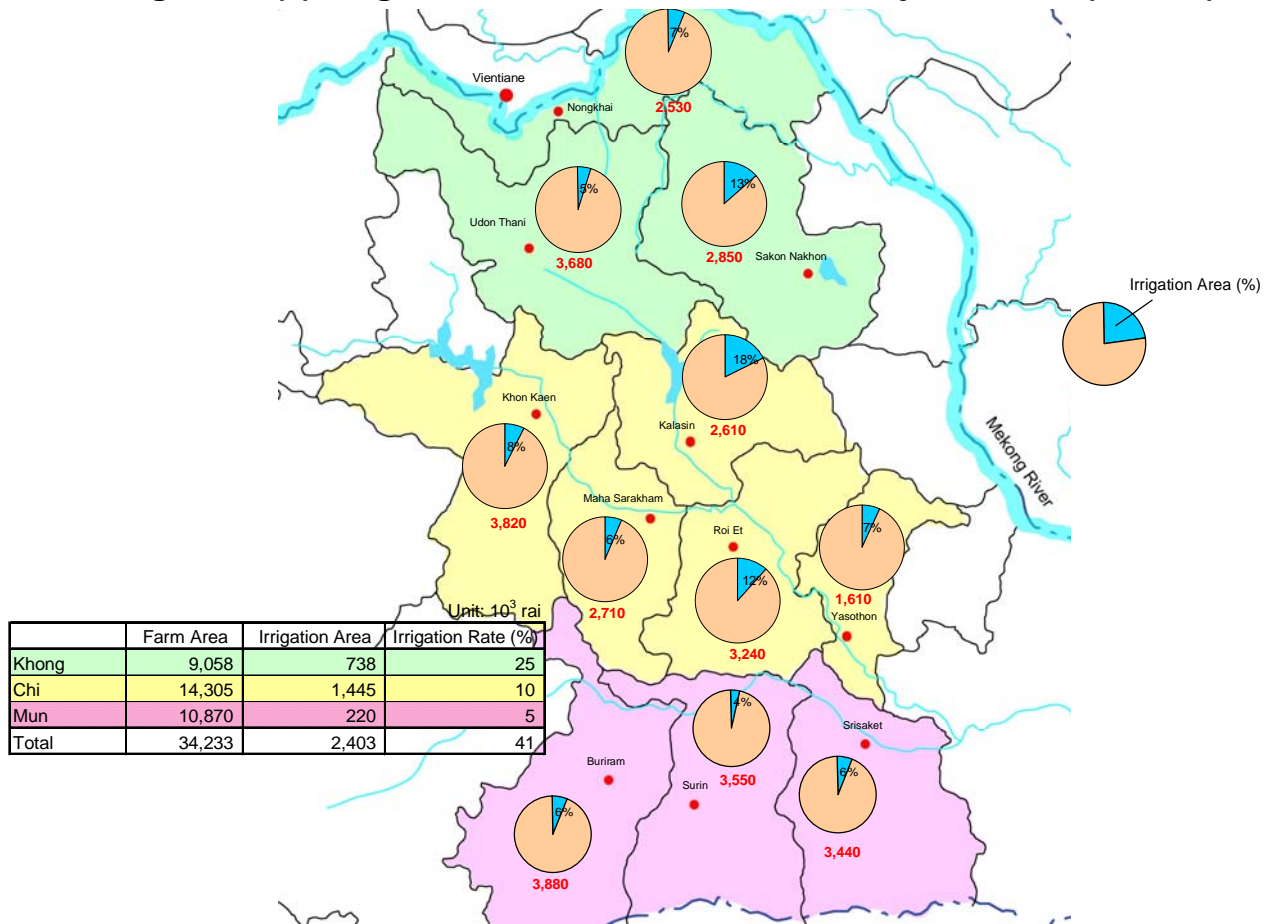 7%
Vientiane
Nongkhai
2,530
5%
13%
Udon Thani
3,680
2,850
Sakon Nakhon
Irrigation Area (%)
18%
Khon Kaen
Kalasin
2,610
8%
Mekong River
Maha Sarakham
3,820
Roi Et
6%
7%
12%
2,710
1,610
Yasothon
3,240
Unit: 10³ rai
Farm Area Irrigation Area Irrigation Rate (%)
Khong 9,058 738 25
Chi 14,305 1,445 10
Mun 10,870 220 5
Total 34,233 2,403 41
4%
Srisaket
Buriram
3,550
Surin
6%
6%
3,440
3,880